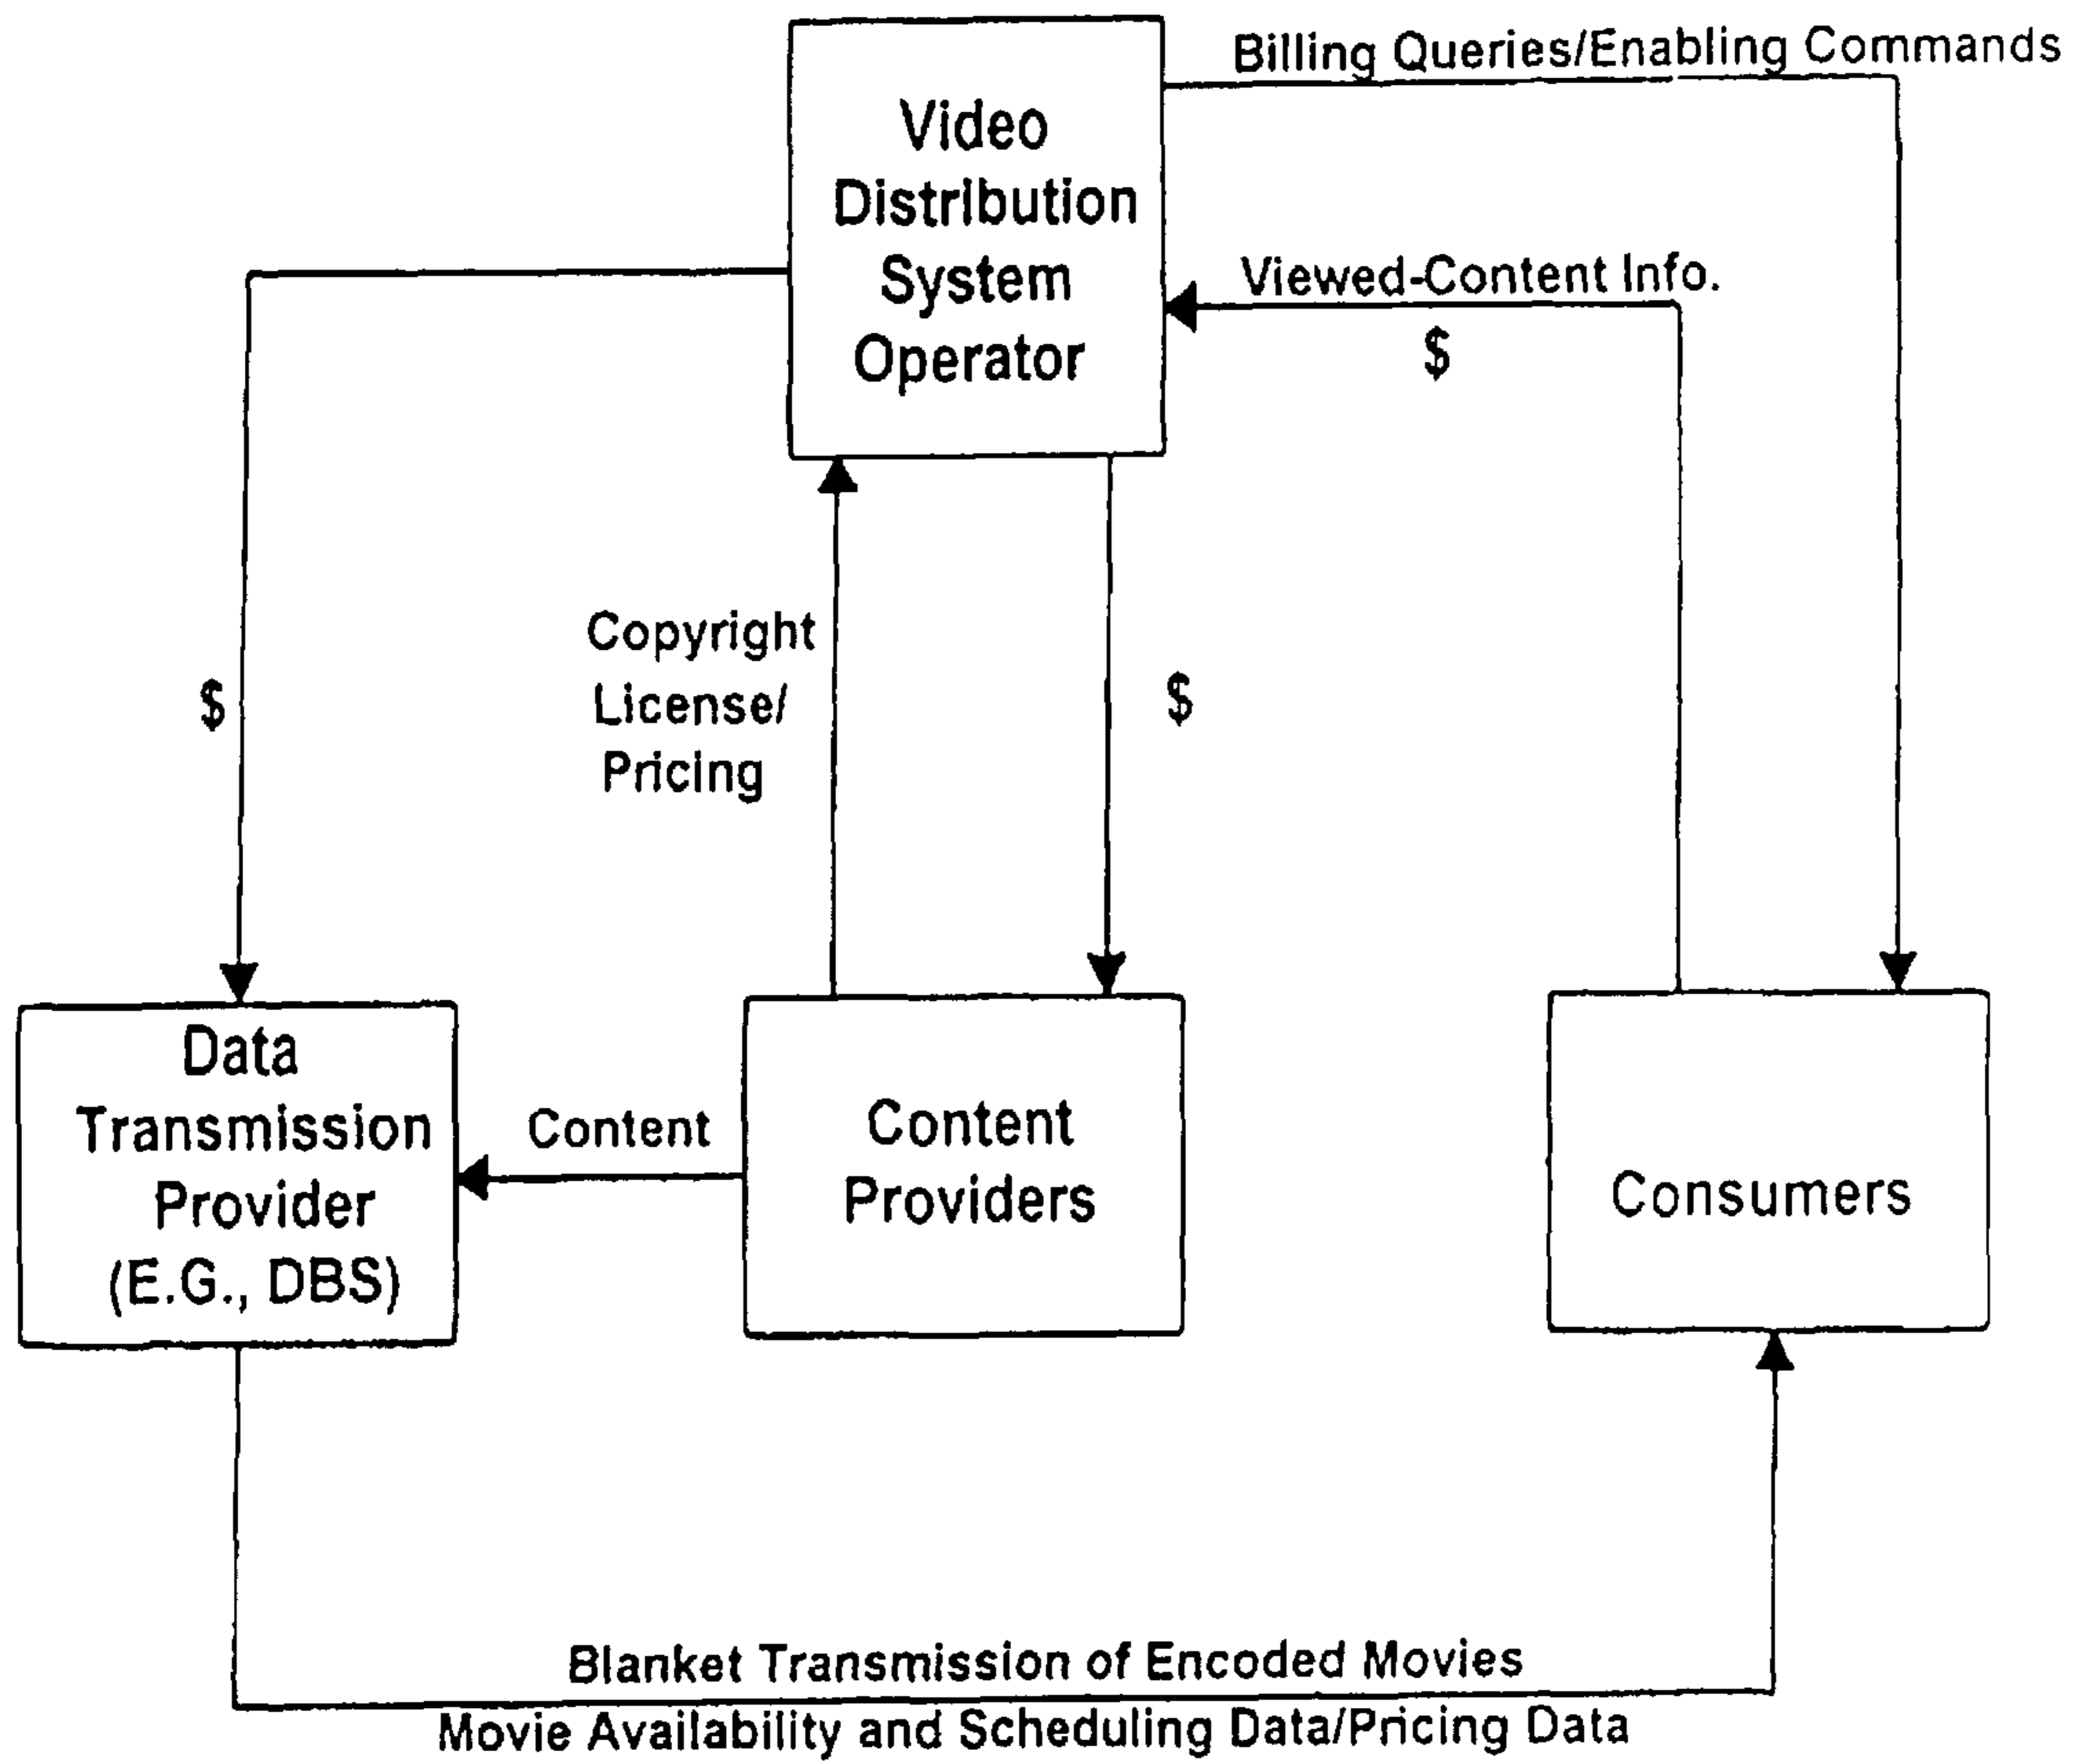 Billing Queries/Enabling Commands
Video
Distribution
System
Operator
Viewed-Content Info.
$
Copyright
License/
Pricing
$
$
Data
Transmission
Provider
(E.G., DBS)
Content
Content
Providers
Consumers
Blanket Transmission of Encoded Movies
Movie Availability and Scheduling Data/Pricing Data